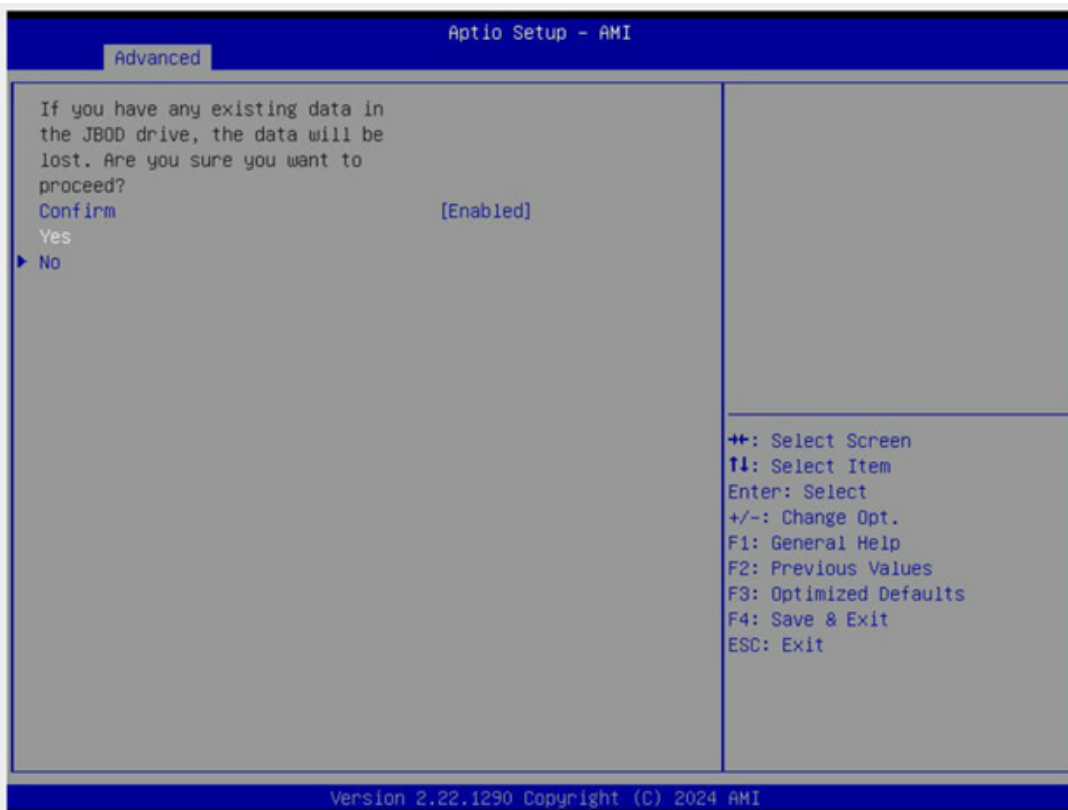 Aptio Setup - AMI
Advanced
If you have any existing data in
the JBOD drive, the data will be
lost. Are you sure you want to
proceed?
Confirm [Enabled]
Yes
No
→←: Select Screen
↑↓: Select Item
Enter: Select
+/-: Change Opt.
F1: General Help
F2: Previous Values
F3: Optimized Defaults
F4: Save & Exit
ESC: Exit
Version 2.22.1290 Copyright (C) 2024 AMI